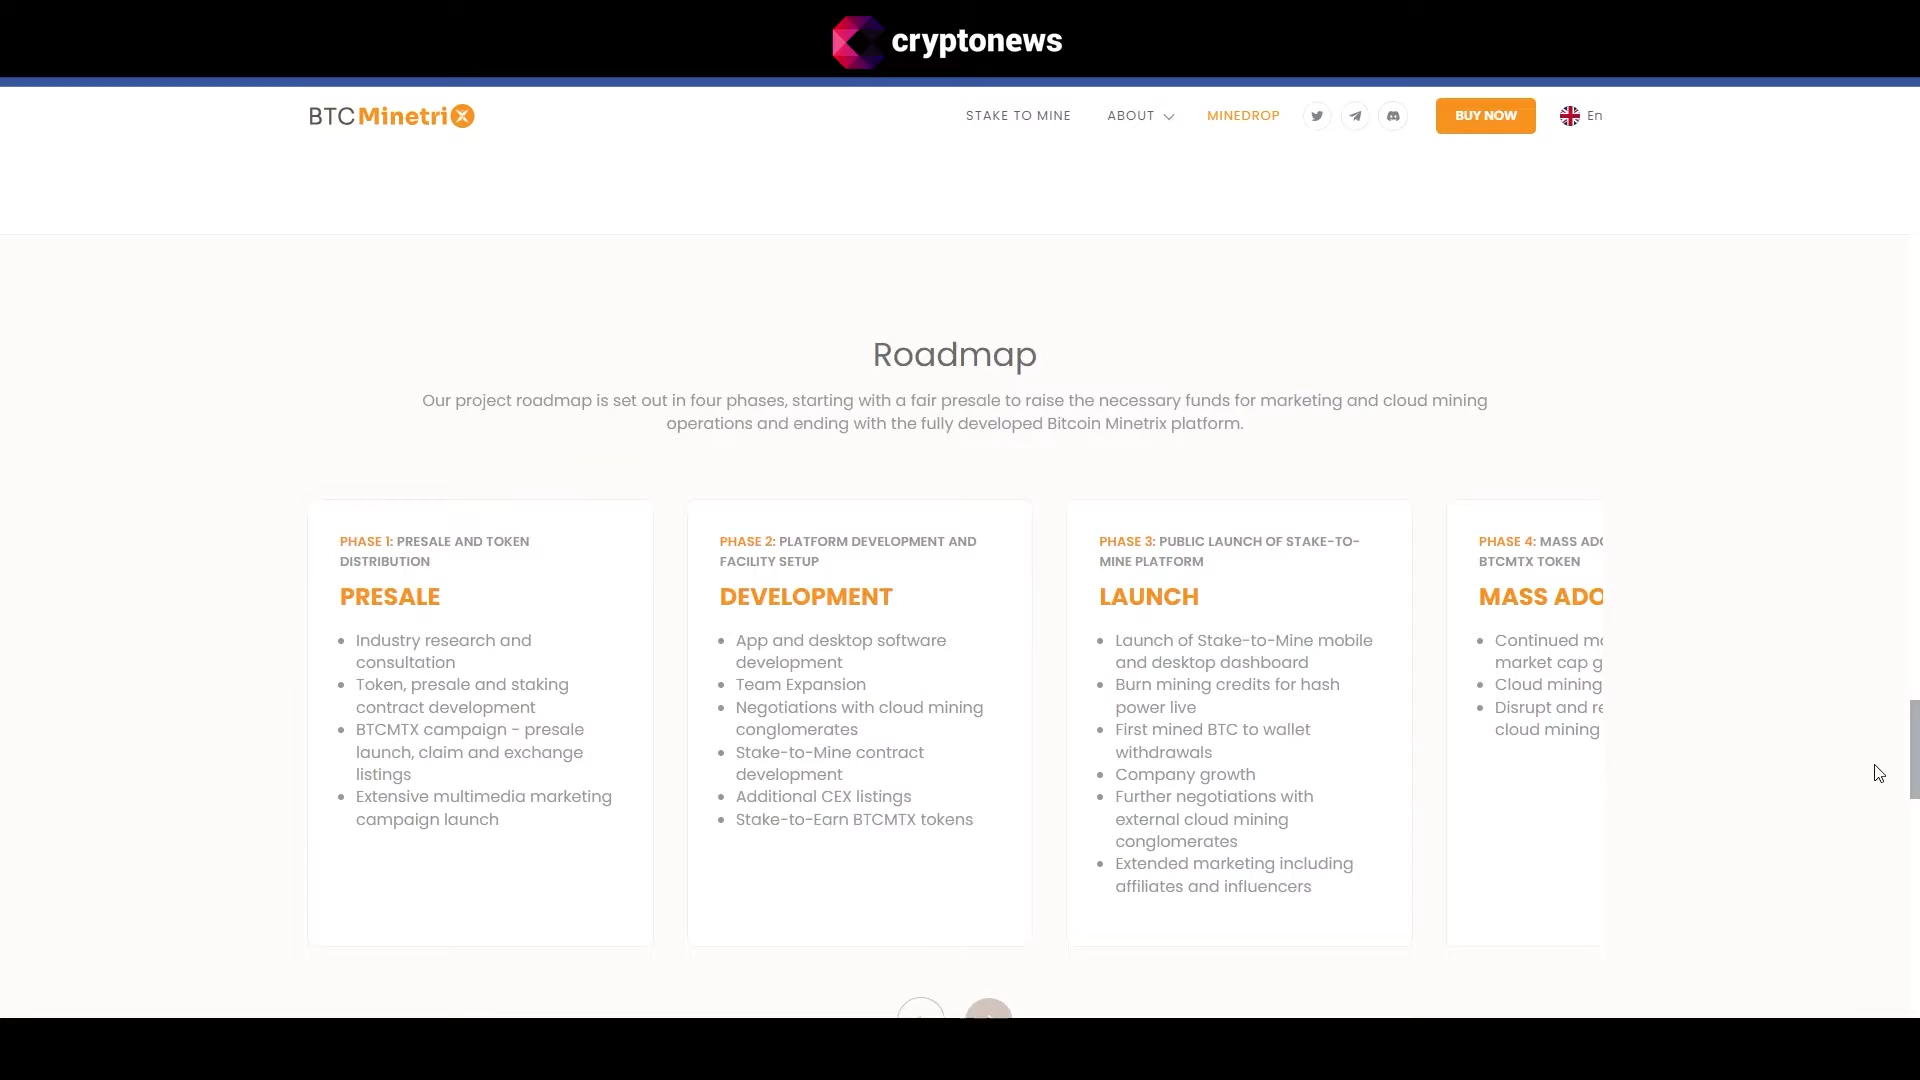 cryptonews
BTC Minetrix
STAKE TO MINE
ABOUT
MINEDROP
BUY NOW
En
Roadmap
Our project roadmap is set out in four phases, starting with a fair presale to raise the necessary funds for marketing and cloud mining
operations and ending with the fully developed Bitcoin Minetrix platform.
PHASE 1: PRESALE AND TOKEN
DISTRIBUTION
PRESALE
Industry research and
consultation
Token, presale and staking
contract development
BTCMTX campaign - presale
launch, claim and exchange
listings
Extensive multimedia marketing
campaign launch
PHASE 2: PLATFORM DEVELOPMENT AND
FACILITY SETUP
DEVELOPMENT
App and desktop software
development
Team Expansion
Negotiations with cloud mining
conglomerates
Stake-to-Mine contract
development
Additional CEX listings
Stake-to-Earn BTCMTX tokens
PHASE 3: PUBLIC LAUNCH OF STAKE-TO-
MINE PLATFORM
LAUNCH
Launch of Stake-to-Mine mobile
and desktop dashboard
Burn mining credits for hash
power live
First mined BTC to wallet
withdrawals
Company growth
Further negotiations with
external cloud mining
conglomerates
Extended marketing including
affiliates and influencers
PHASE 4: MASS
BTCMTX TOKEN
MASS
Continued
market cap
Cloud mining
Disrupt and
cloud mining